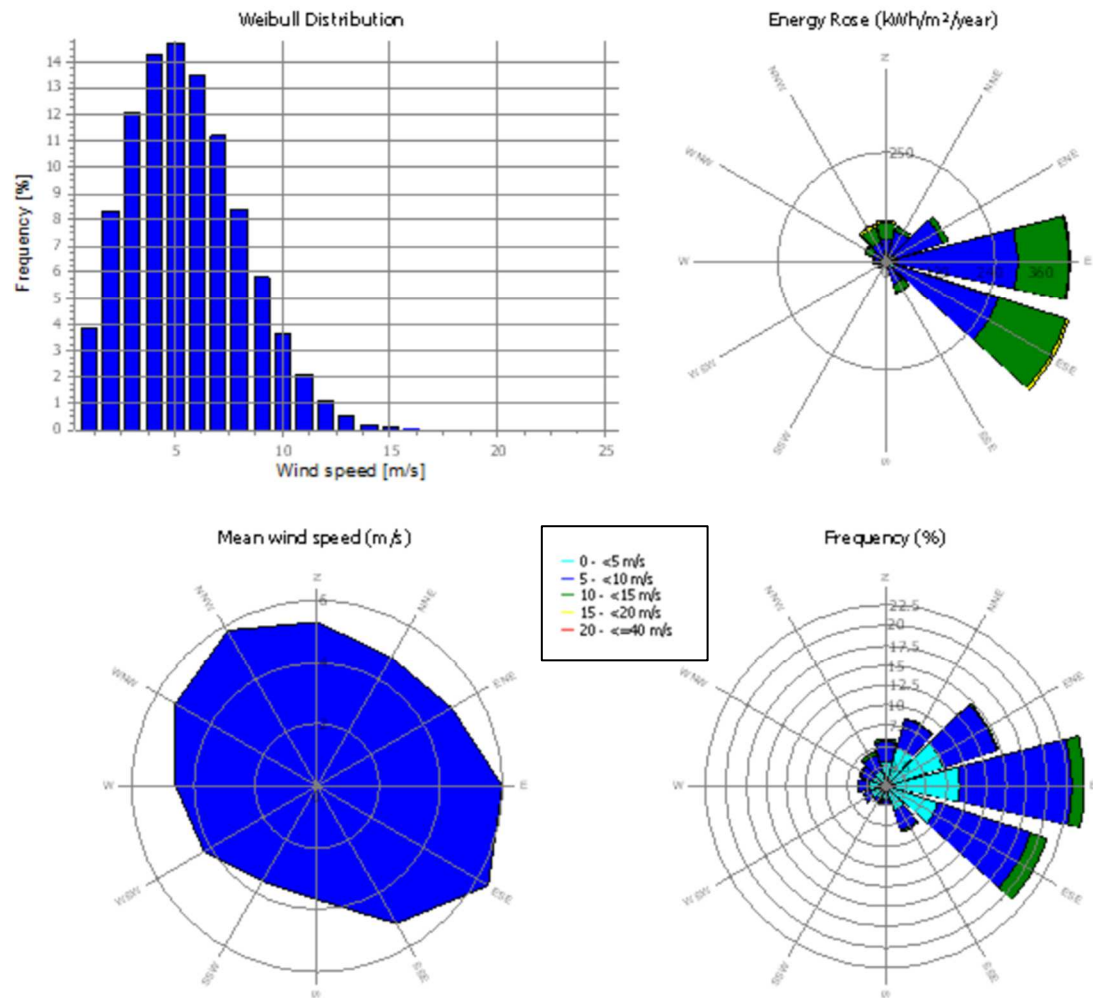 Weibull Distribution
14
13
12
11
10
9
8
7
6
5
4
3
2
1
0
Frequency [%]
5
10
15
20
25
Wind speed [m/s]
Energy Rose (kWh/m²/year)
N
NNW
NNE
WNW
ENE
250
W
240
360
E
WSW
ESE
SSW
SSE
S
Mean wind speed (m/s)
N
NNW
6
NNE
WNW
ENE
W
E
WSW
ESE
SSW
SSE
S
0 - <5 m/s
5 - <10 m/s
10 - <15 m/s
15 - <20 m/s
20 - <=40 m/s
Frequency (%)
N
NNW
NNE
22.5
20
17.5
15
12.5
10
WNW
ENE
W
E
WSW
ESE
SSW
SSE
S